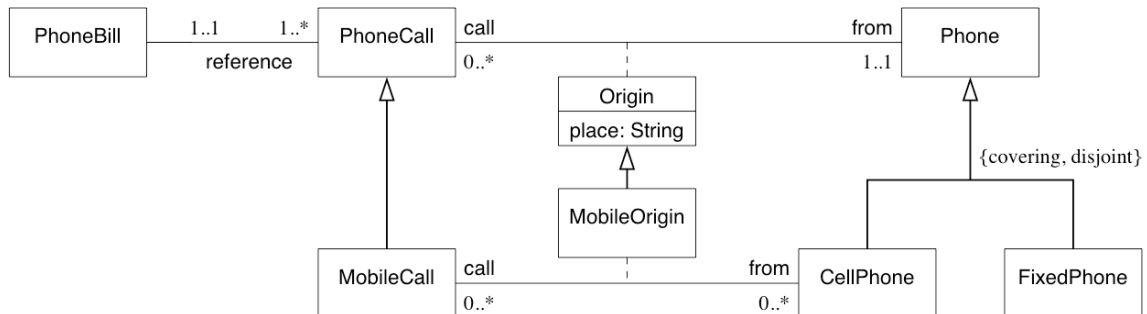 PhoneBill 1..1 1..* PhoneCall call from Phone
reference 0..* 1..1
Origin
place: String
{covering, disjoint}
MobileOrigin
MobileCall call from CellPhone FixedPhone
0..* 0..*